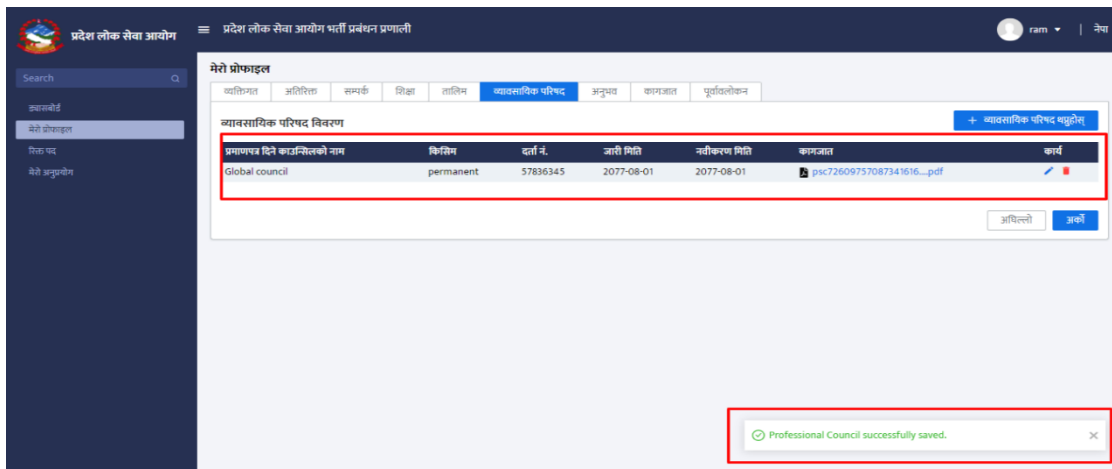 प्रदेश लोक सेवा आयोग
प्रदेश लोक सेवा आयोग भर्ती प्रबंधन प्रणाली
ram | नेपा
Search
ड्यासबोर्ड
मेरो प्रोफाइल
रिक्त पद
मेरो अनुप्रयोग
मेरो प्रोफाइल
व्यक्तिगत अतिरिक्त सम्पर्क शिक्षा तालिम व्यावसायिक परिषद अनुभव कागजात पूर्वावलोकन
व्यावसायिक परिषद विवरण
+ व्यावसायिक परिषद थप्नुहोस्
प्रमाणपत्र दिने काउन्सिलको नाम किसिम दर्ता नं. जारी मिति नवीकरण मिति कागजात कार्य
Global council permanent 57836345 2077-08-01 2077-08-01 psc72609757087341616....pdf
अघिल्लो अर्को
Professional Council successfully saved.